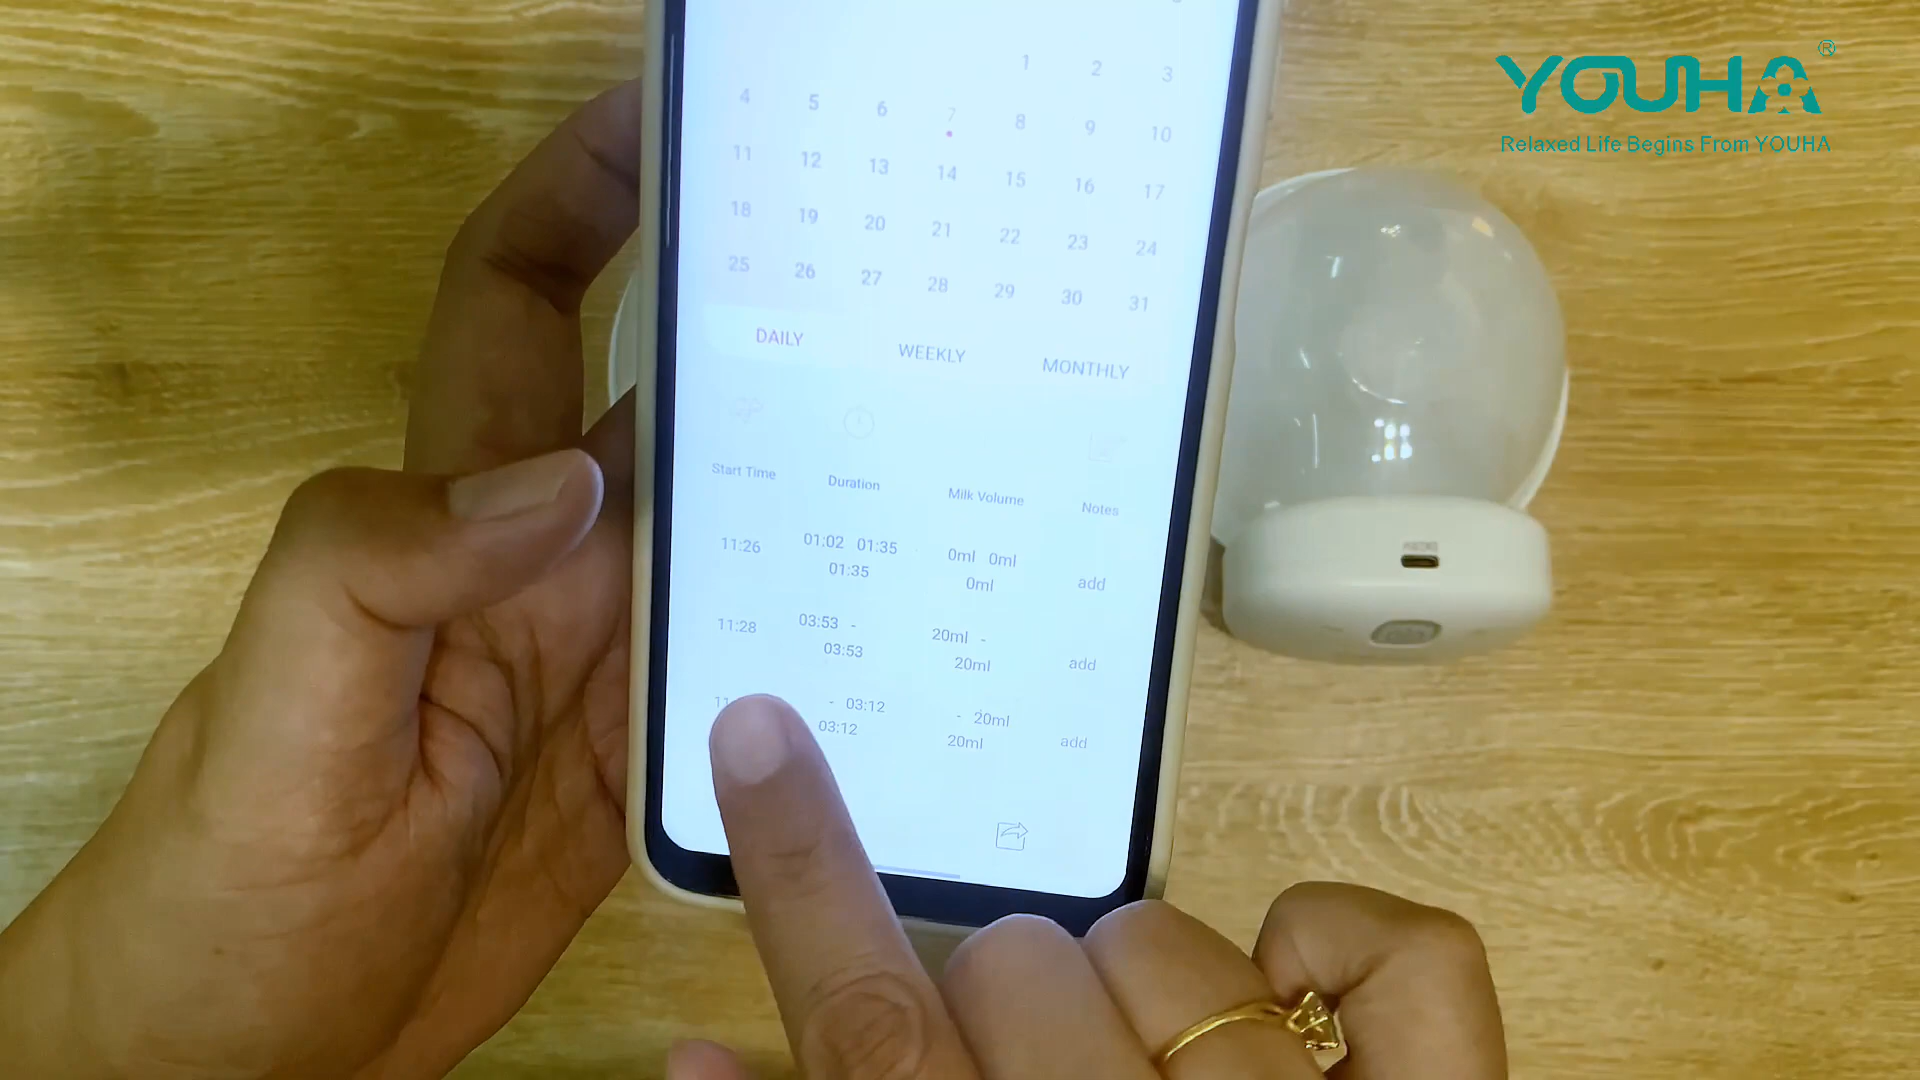 YOUHA®
Relaxed Life Begins From YOUHA
1 2 3
4 5 6 7 8 9 10
11 12 13 14 15 16 17
18 19 20 21 22 23 24
25 26 27 28 29 30 31
DAILY WEEKLY MONTHLY
Start Time Duration Milk Volume Notes
11:26 01:02 01:35 0ml 0ml
01:35 0ml add
11:28 03:53 - 20ml -
03:53 20ml add
11 - 03:12 - 20ml
03:12 20ml add